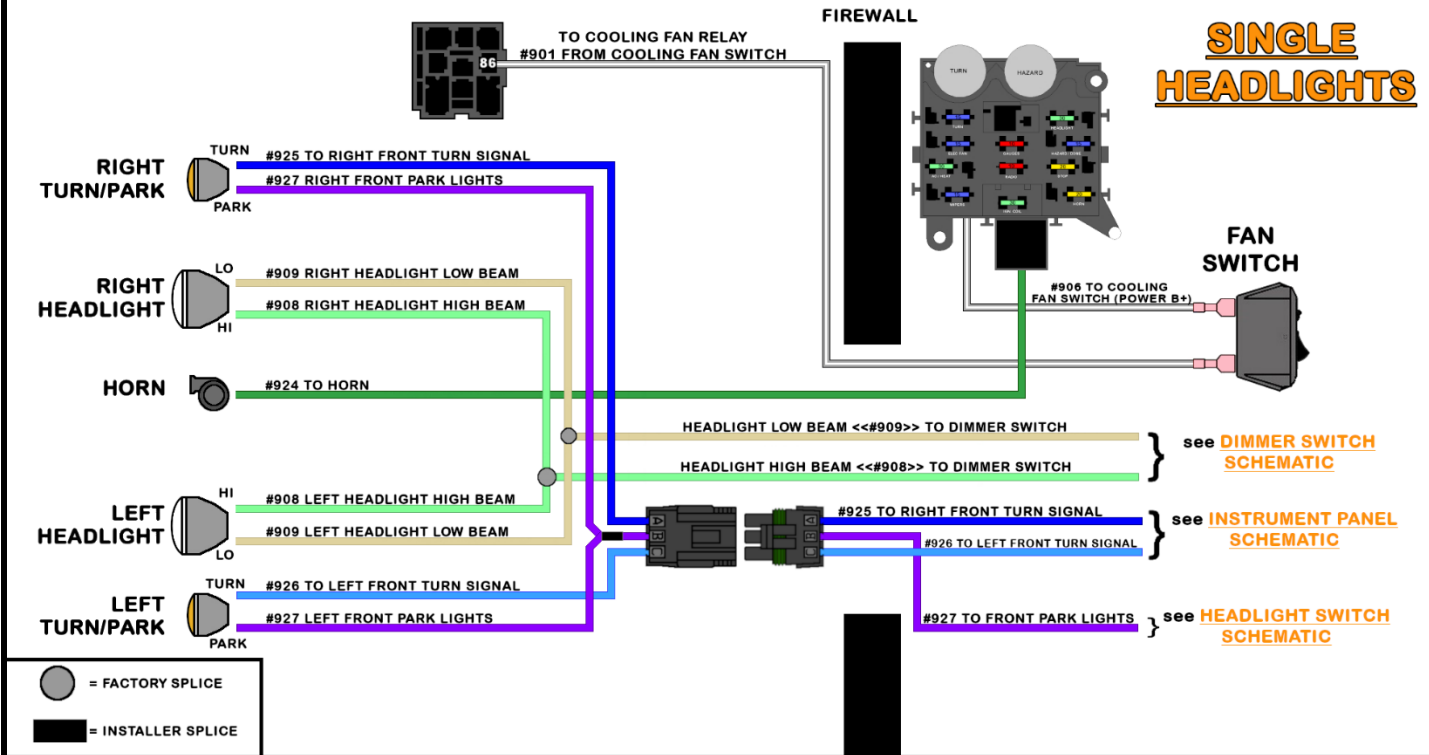 FIREWALL
SINGLE
HEADLIGHTS
TO COOLING FAN RELAY
#901 FROM COOLING FAN SWITCH
86
TURN
HAZARD
TURN
HEADLIGHT
RADIO
STOP
WIPERS
HORN
RIGHT
TURN/PARK
TURN
PARK
#925 TO RIGHT FRONT TURN SIGNAL
#927 RIGHT FRONT PARK LIGHTS
FAN
SWITCH
#906 TO COOLING
FAN SWITCH (POWER B+)
RIGHT
HEADLIGHT
LO
HI
#909 RIGHT HEADLIGHT LOW BEAM
#908 RIGHT HEADLIGHT HIGH BEAM
HORN
#924 TO HORN
HEADLIGHT LOW BEAM <<#909>> TO DIMMER SWITCH
HEADLIGHT HIGH BEAM <<#908>> TO DIMMER SWITCH
see DIMMER SWITCH
SCHEMATIC
LEFT
HEADLIGHT
HI
LO
#908 LEFT HEADLIGHT HIGH BEAM
#909 LEFT HEADLIGHT LOW BEAM
A
B
C
A
B
C
#925 TO RIGHT FRONT TURN SIGNAL
#926 TO LEFT FRONT TURN SIGNAL
see INSTRUMENT PANEL
SCHEMATIC
LEFT
TURN/PARK
TURN
PARK
#926 TO LEFT FRONT TURN SIGNAL
#927 LEFT FRONT PARK LIGHTS
#927 TO FRONT PARK LIGHTS
see HEADLIGHT SWITCH
SCHEMATIC
= FACTORY SPLICE
= INSTALLER SPLICE